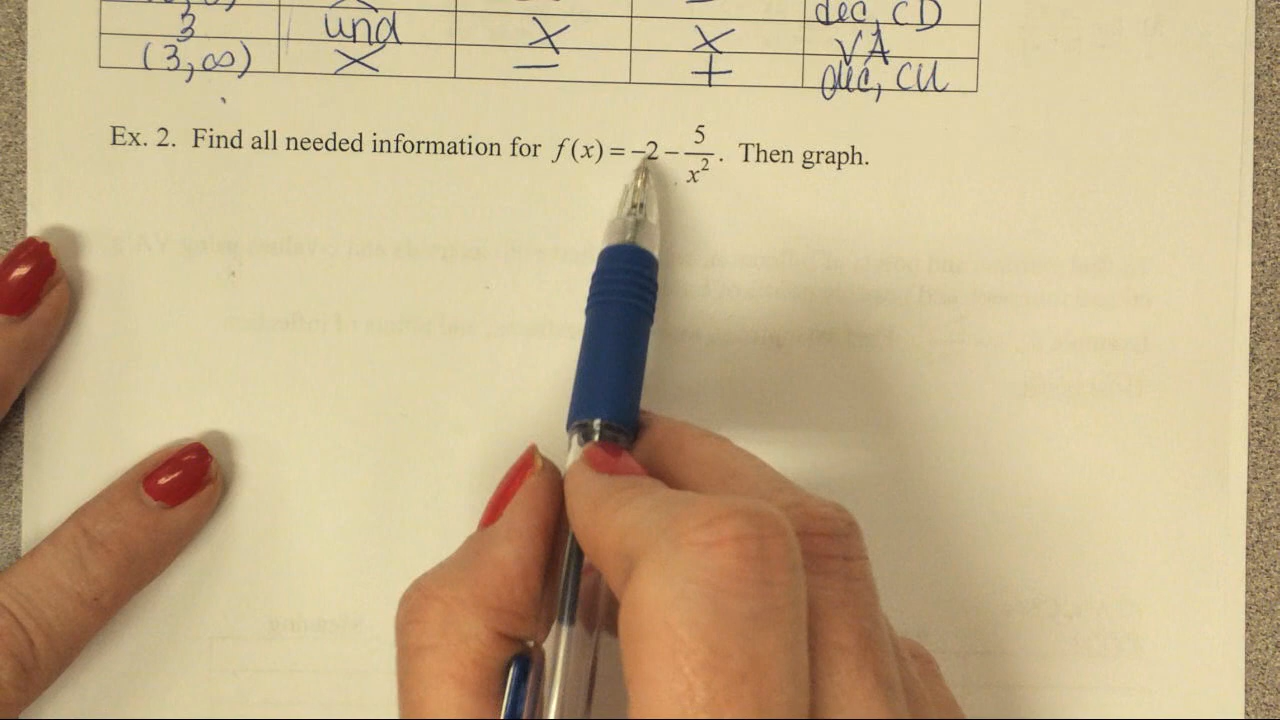 dec, CD
3 und X X VA
(3,∞) X − + dec, CU
Ex. 2. Find all needed information for f(x) = −2 − 5/x². Then graph.